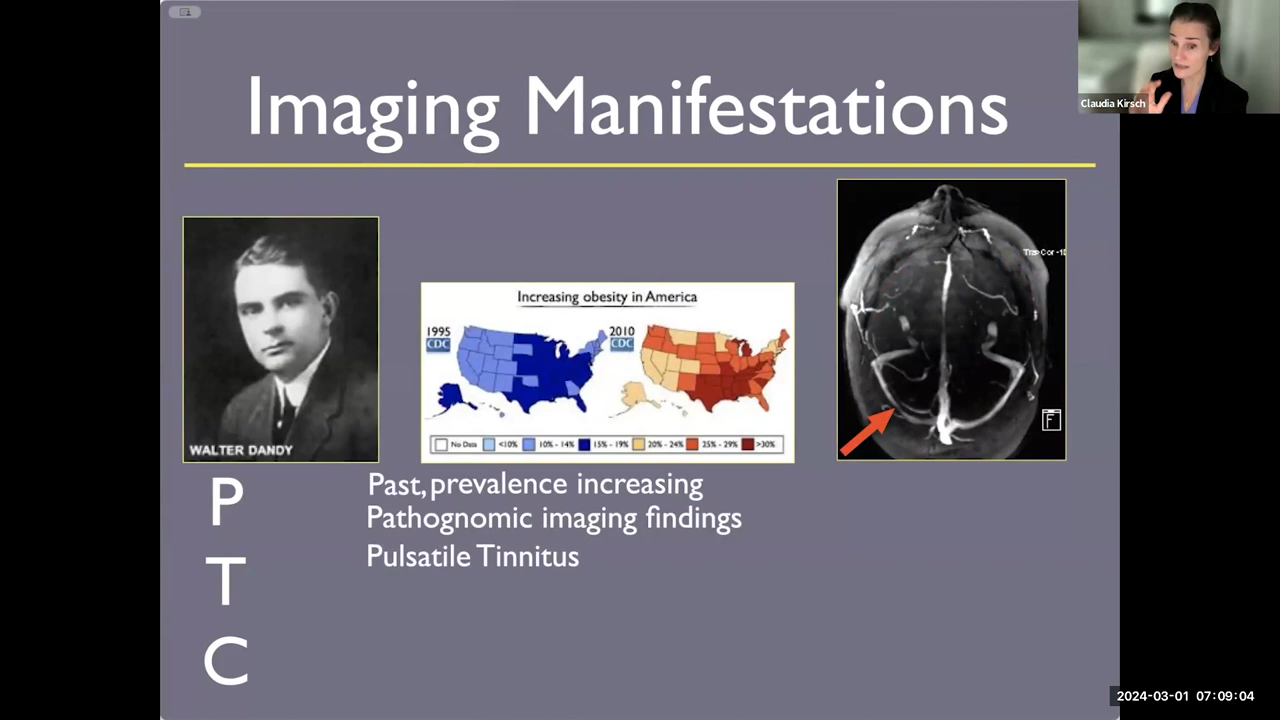 Imaging Manifestations
Claudia Kirsch
WALTER DANDY
Increasing obesity in America
1995
CDC
2010
CDC
No Data <10% 10% - 14% 15% - 19% 20% - 24% 25% - 29% >30%
F
P
T
C
Past, prevalence increasing
Pathognomic imaging findings
Pulsatile Tinnitus
2024-03-01 07:09:04